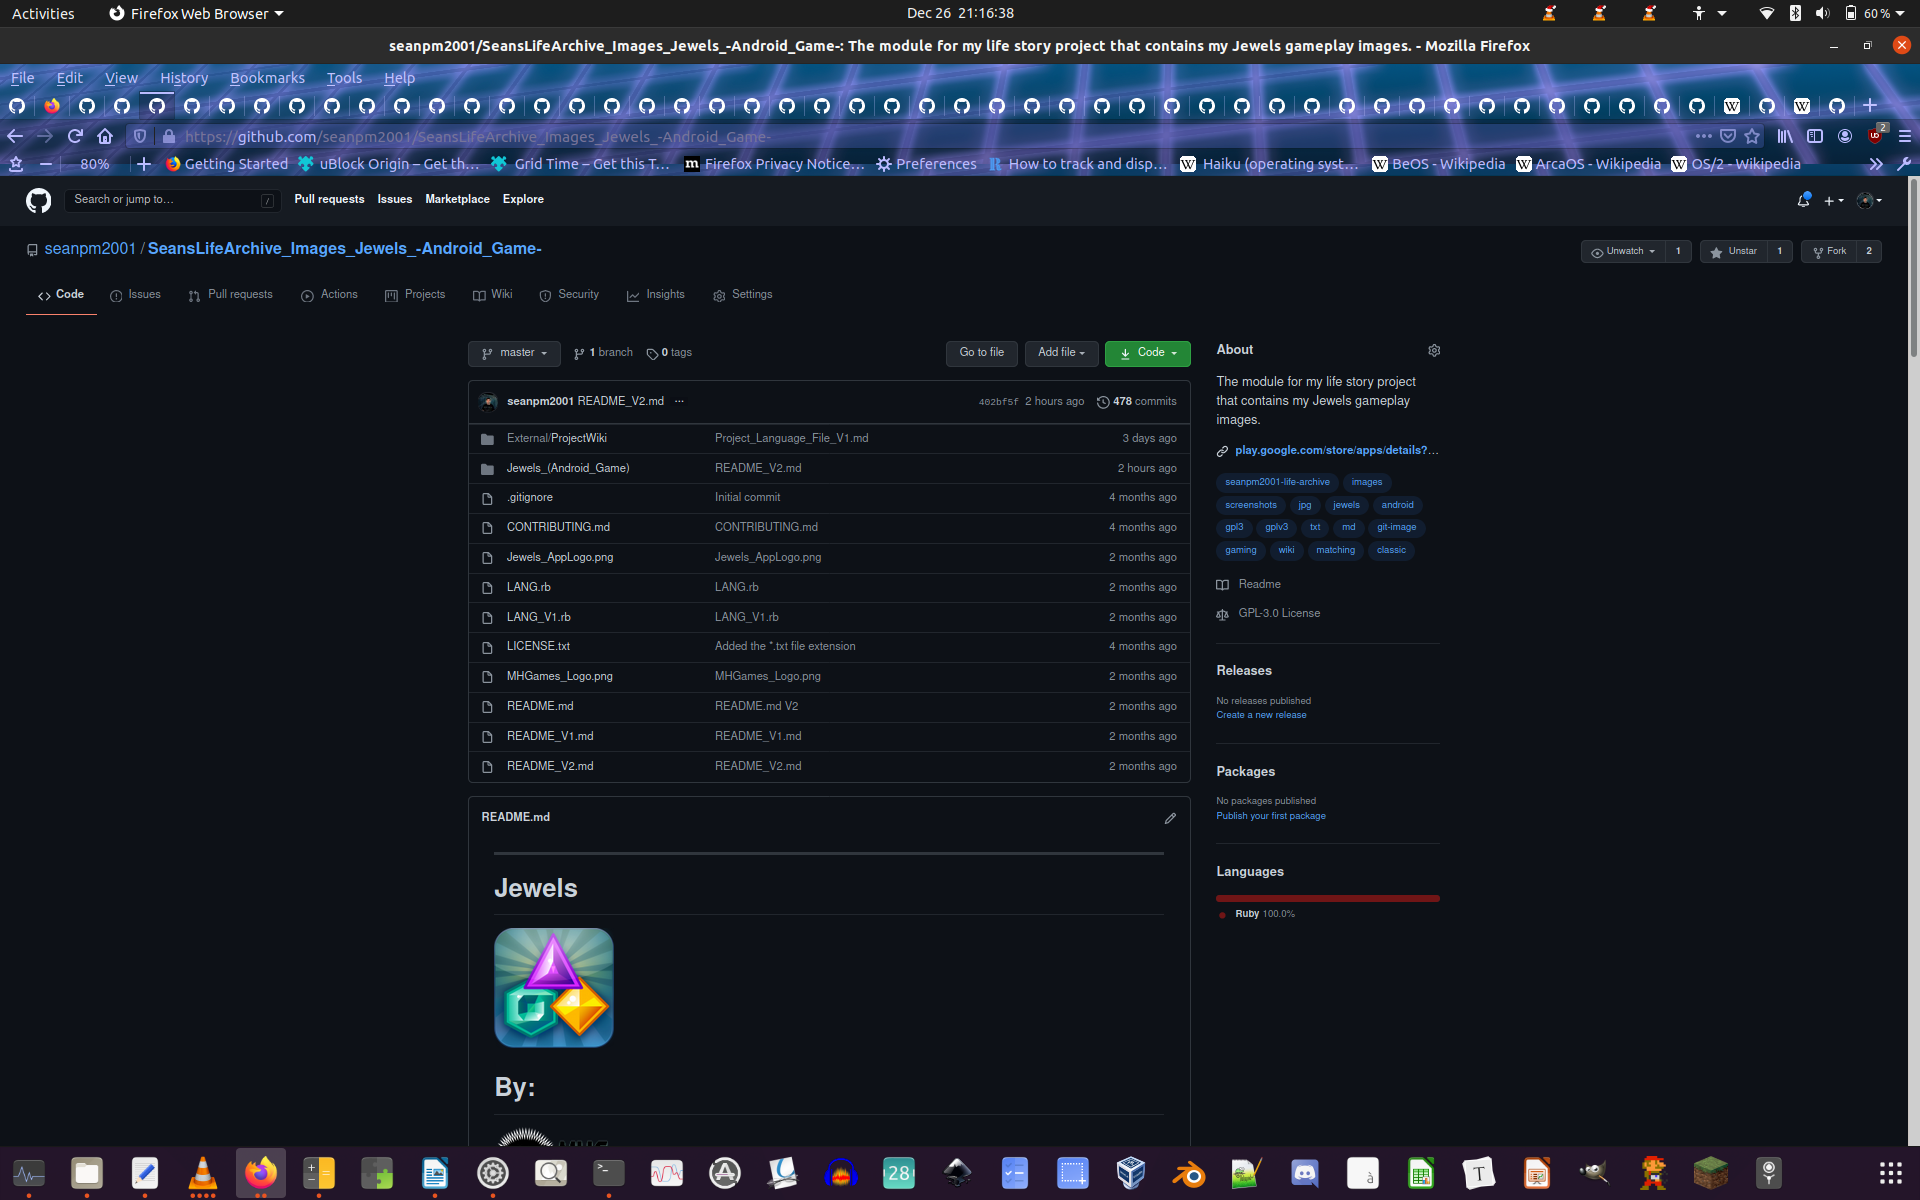 Activities Firefox Web Browser Dec 26 21:16:38 60 %
seanpm2001/SeansLifeArchive_Images_Jewels_-Android_Game-: The module for my life story project that contains my Jewels gameplay images. - Mozilla Firefox
File Edit View History Bookmarks Tools Help
https://github.com/seanpm2001/SeansLifeArchive_Images_Jewels_-Android_Game- 2
80% Getting Started uBlock Origin – Get th… Grid Time – Get this T… Firefox Privacy Notice… Preferences How to track and disp… Haiku (operating syst… BeOS - Wikipedia ArcaOS - Wikipedia OS/2 - Wikipedia
Search or jump to… / Pull requests Issues Marketplace Explore
seanpm2001 / SeansLifeArchive_Images_Jewels_-Android_Game- Unwatch 1 Unstar 1 Fork 2
Code Issues Pull requests Actions Projects Wiki Security Insights Settings
master 1 branch 0 tags Go to file Add file Code
seanpm2001 README_V2.md ... 402bf5f 2 hours ago 478 commits
External/ProjectWiki Project_Language_File_V1.md 3 days ago
Jewels_(Android_Game) README_V2.md 2 hours ago
.gitignore Initial commit 4 months ago
CONTRIBUTING.md CONTRIBUTING.md 4 months ago
Jewels_AppLogo.png Jewels_AppLogo.png 2 months ago
LANG.rb LANG.rb 2 months ago
LANG_V1.rb LANG_V1.rb 2 months ago
LICENSE.txt Added the *.txt file extension 4 months ago
MHGames_Logo.png MHGames_Logo.png 2 months ago
README.md README.md V2 2 months ago
README_V1.md README_V1.md 2 months ago
README_V2.md README_V2.md 2 months ago
README.md
Jewels
By:
About
The module for my life story project
that contains my Jewels gameplay
images.
play.google.com/store/apps/details?…
seanpm2001-life-archive images
screenshots jpg jewels android
gpl3 gplv3 txt md git-image
gaming wiki matching classic
Readme
GPL-3.0 License
Releases
No releases published
Create a new release
Packages
No packages published
Publish your first package
Languages
Ruby 100.0%
28